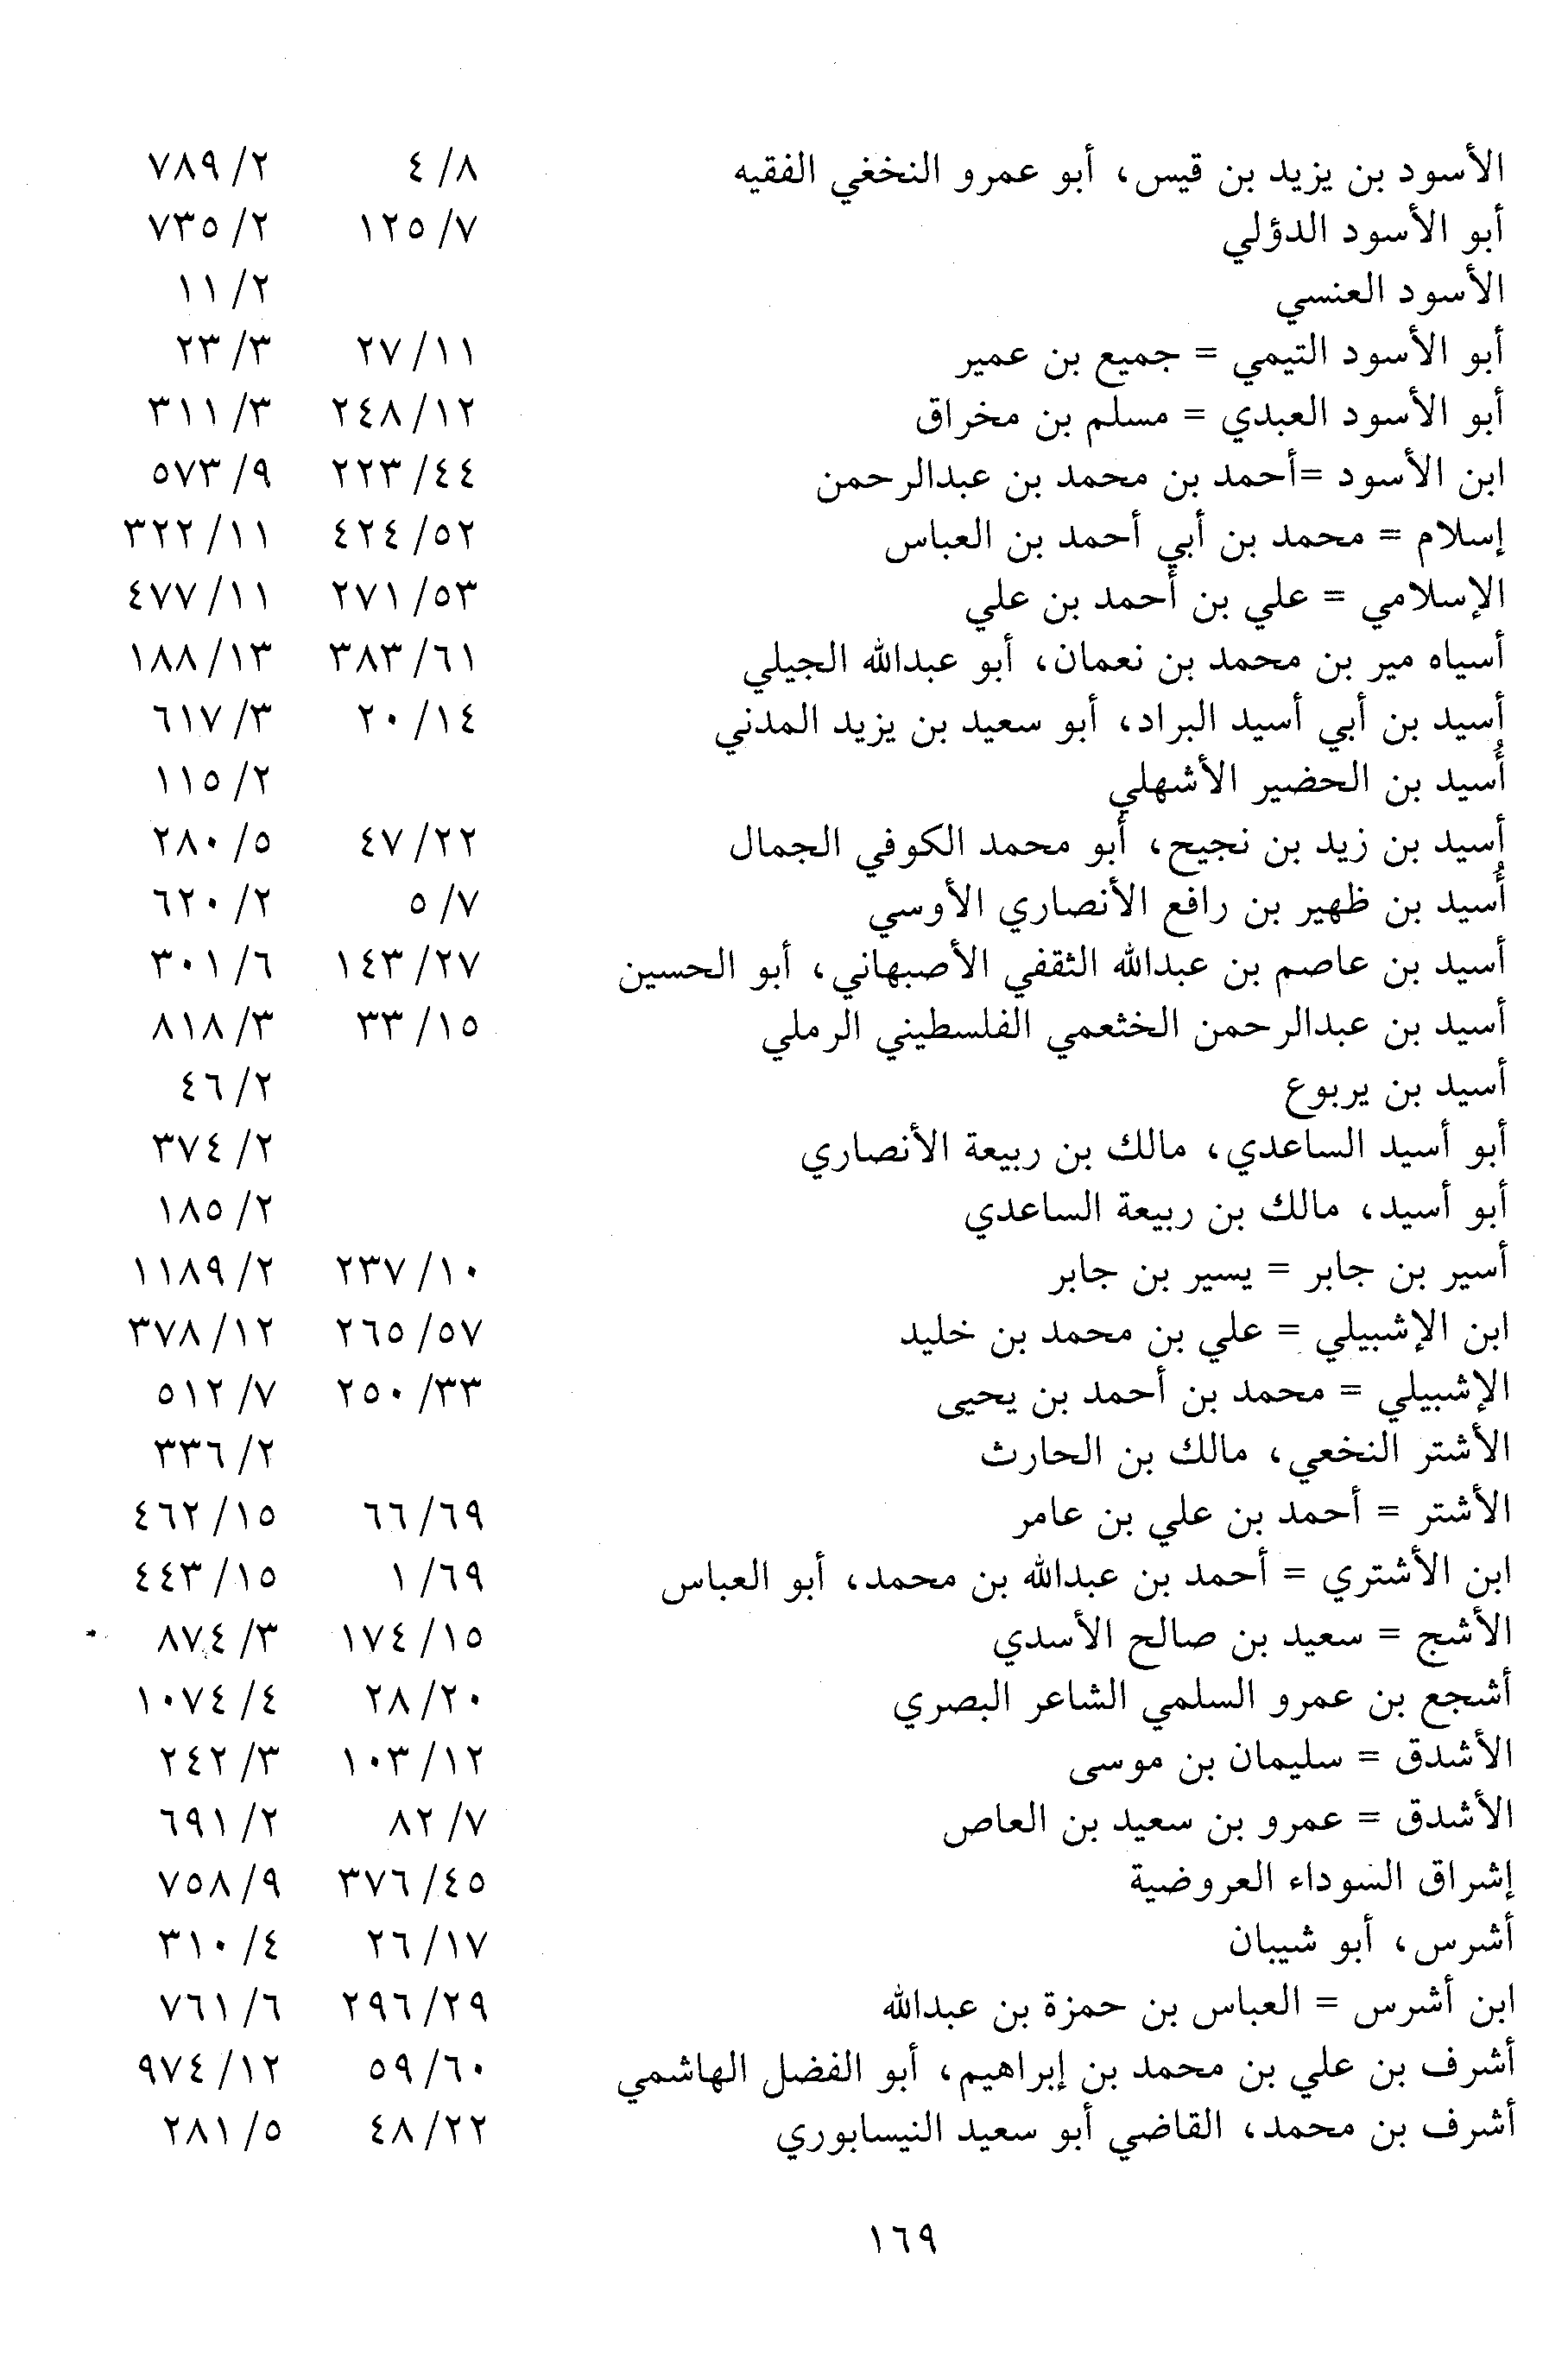 الأسود بن يزيد بن قيس، أبو عمرو النخغي الفقيه ٨/ ٤ ٢/ ٧٨٩
أبو الأسود الدؤلي ٧/ ١٢٥ ٢/ ٧٣٥
الأسود العنسي ٢/ ١١
أبو الأسود التيمي = جميع بن عمير ١١/ ٢٧ ٣/ ٢٣
أبو الأسود العبدي = مسلم بن مخراق ١٢/ ٢٤٨ ٣/ ٣١١
ابن الأسود =أحمد بن محمد بن عبدالرحمن ٤٤/ ٢٢٣ ٩/ ٥٧٣
إسلام = محمد بن أبي أحمد بن العباس ٥٢/ ٤٢٤ ١١/ ٣٢٢
الإسلامي = علي بن أحمد بن علي ٥٣/ ٢٧١ ١١/ ٤٧٧
أسياه مير بن محمد بن نعمان، أبو عبدالله الجيلي ٦١/ ٣٨٣ ١٣/ ١٨٨
أسيد بن أبي أسيد البراد، أبو سعيد بن يزيد المدني ١٤/ ٢٠ ٣/ ٦١٧
أُسيد بن الحضير الأشهلي ٢/ ١١٥
أسيد بن زيد بن نجيح، أبو محمد الكوفي الجمال ٢٢/ ٤٧ ٥/ ٢٨٠
أُسيد بن ظهير بن رافع الأنصاري الأوسي ٧/ ٥ ٢/ ٦٢٠
أسيد بن عاصم بن عبدالله الثقفي الأصبهاني، أبو الحسين ٢٧/ ١٤٣ ٦/ ٣٠١
أسيد بن عبدالرحمن الخثعمي الفلسطيني الرملي ١٥/ ٣٣ ٣/ ٨١٨
أسيد بن يربوع ٢/ ٤٦
أبو أسيد الساعدي، مالك بن ربيعة الأنصاري ٢/ ٣٧٤
أبو أسيد، مالك بن ربيعة الساعدي ٢/ ١٨٥
أسير بن جابر = يسير بن جابر ١٠/ ٢٣٧ ٢/ ١١٨٩
ابن الإشبيلي = علي بن محمد بن خليد ٥٧/ ٢٦٥ ١٢/ ٣٧٨
الإشبيلي = محمد بن أحمد بن يحيى ٣٣/ ٢٥٠ ٧/ ٥١٢
الأشتر النخعي، مالك بن الحارث ٢/ ٣٣٦
الأشتر = أحمد بن علي بن عامر ٦٩/ ٦٦ ١٥/ ٤٦٢
ابن الأشتري = أحمد بن عبدالله بن محمد، أبو العباس ٦٩/ ١ ١٥/ ٤٤٣
الأشج = سعيد بن صالح الأسدي ١٥/ ١٧٤ ٣/ ٨٧٤
أشجع بن عمرو السلمي الشاعر البصري ٢٠/ ٢٨ ٤/ ١٠٧٤
الأشدق = سليمان بن موسى ١٢/ ١٠٣ ٣/ ٢٤٢
الأشدق = عمرو بن سعيد بن العاص ٧/ ٨٢ ٢/ ٦٩١
إشراق السوداء العروضية ٤٥/ ٣٧٦ ٩/ ٧٥٨
أشرس، أبو شيبان ١٧/ ٢٦ ٤/ ٣١٠
ابن أشرس = العباس بن حمزة بن عبدالله ٢٩/ ٢٩٦ ٦/ ٧٦١
أشرف بن علي بن محمد بن إبراهيم، أبو الفضل الهاشمي ٦٠/ ٥٩ ١٢/ ٩٧٤
أشرف بن محمد، القاضي أبو سعيد النيسابوري ٢٢/ ٤٨ ٥/ ٢٨١
١٦٩